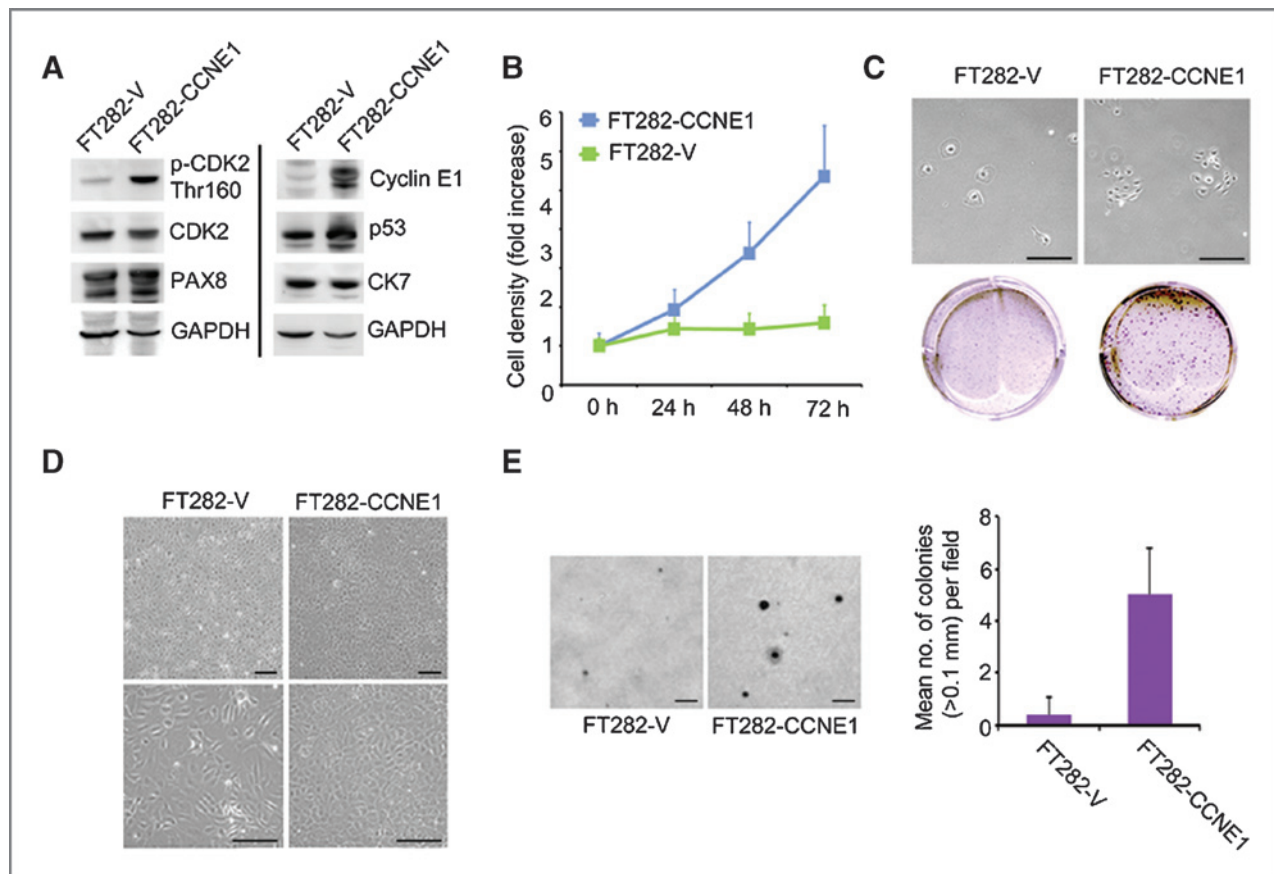 A
FT282-V
FT282-CCNE1
p-CDK2
Thr160
CDK2
PAX8
GAPDH
FT282-V
FT282-CCNE1
Cyclin E1
p53
CK7
GAPDH
B
Cell density (fold increase)
6
5
4
3
2
1
0
FT282-CCNE1
FT282-V
0 h 24 h 48 h 72 h
C
FT282-V FT282-CCNE1
D
FT282-V FT282-CCNE1
E
FT282-V FT282-CCNE1
Mean no. of colonies
(>0.1 mm) per field
8
6
4
2
0
FT282-V
FT282-CCNE1